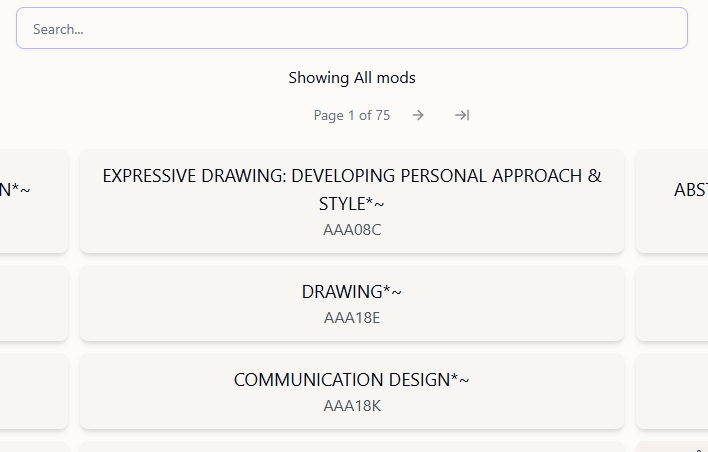 Search...
Showing All mods
Page 1 of 75
N*~
EXPRESSIVE DRAWING: DEVELOPING PERSONAL APPROACH &
STYLE*~
AAA08C
ABST
DRAWING*~
AAA18E
COMMUNICATION DESIGN*~
AAA18K